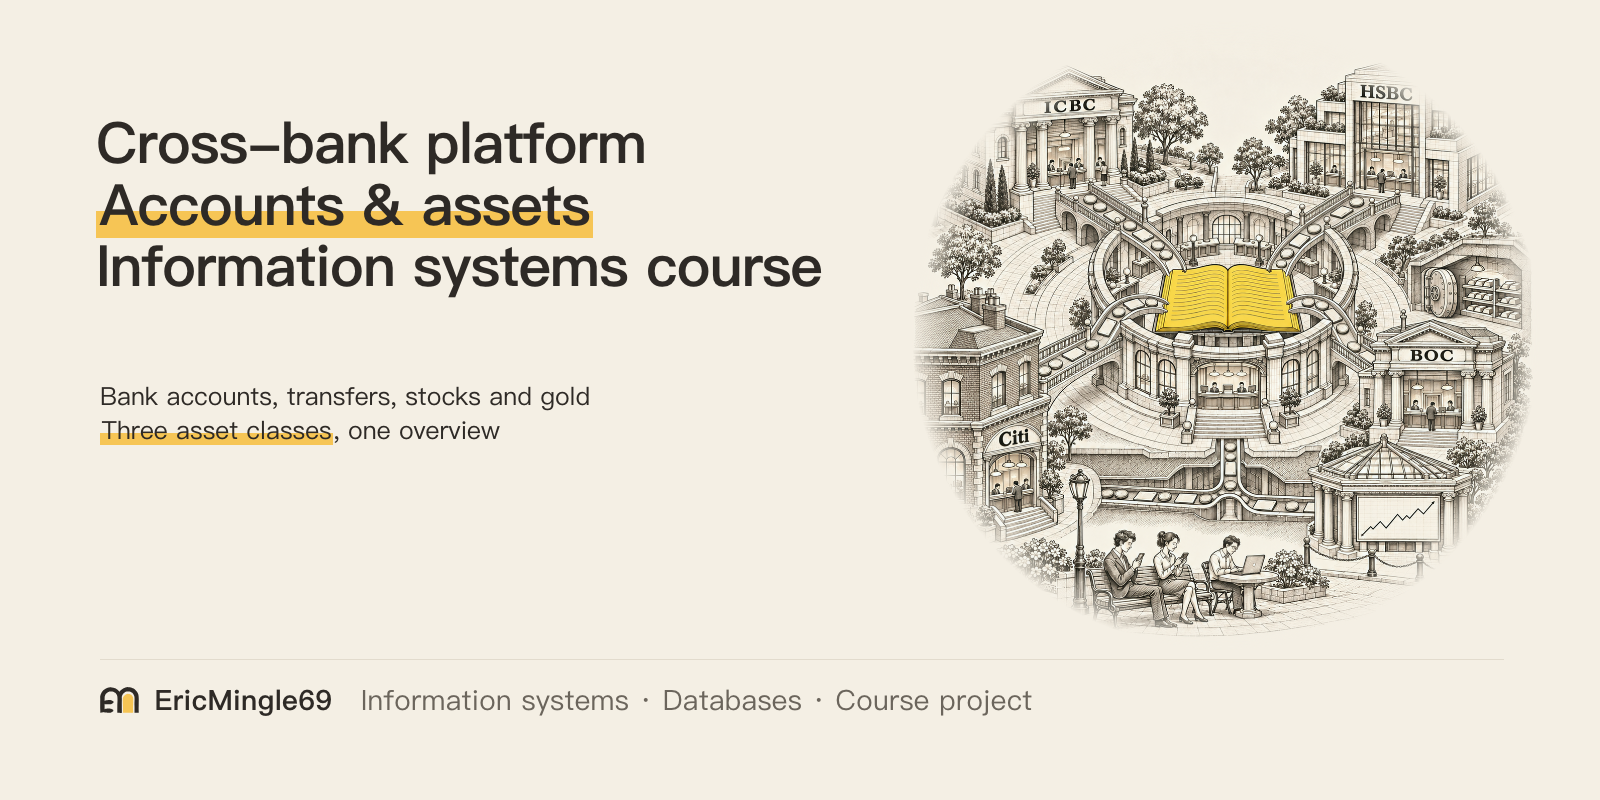 Cross–bank platform
Accounts & assets
Information systems course
Bank accounts, transfers, stocks and gold
Three asset classes, one overview
ICBC
HSBC
BOC
Citi
EricMingle69
Information systems · Databases · Course project